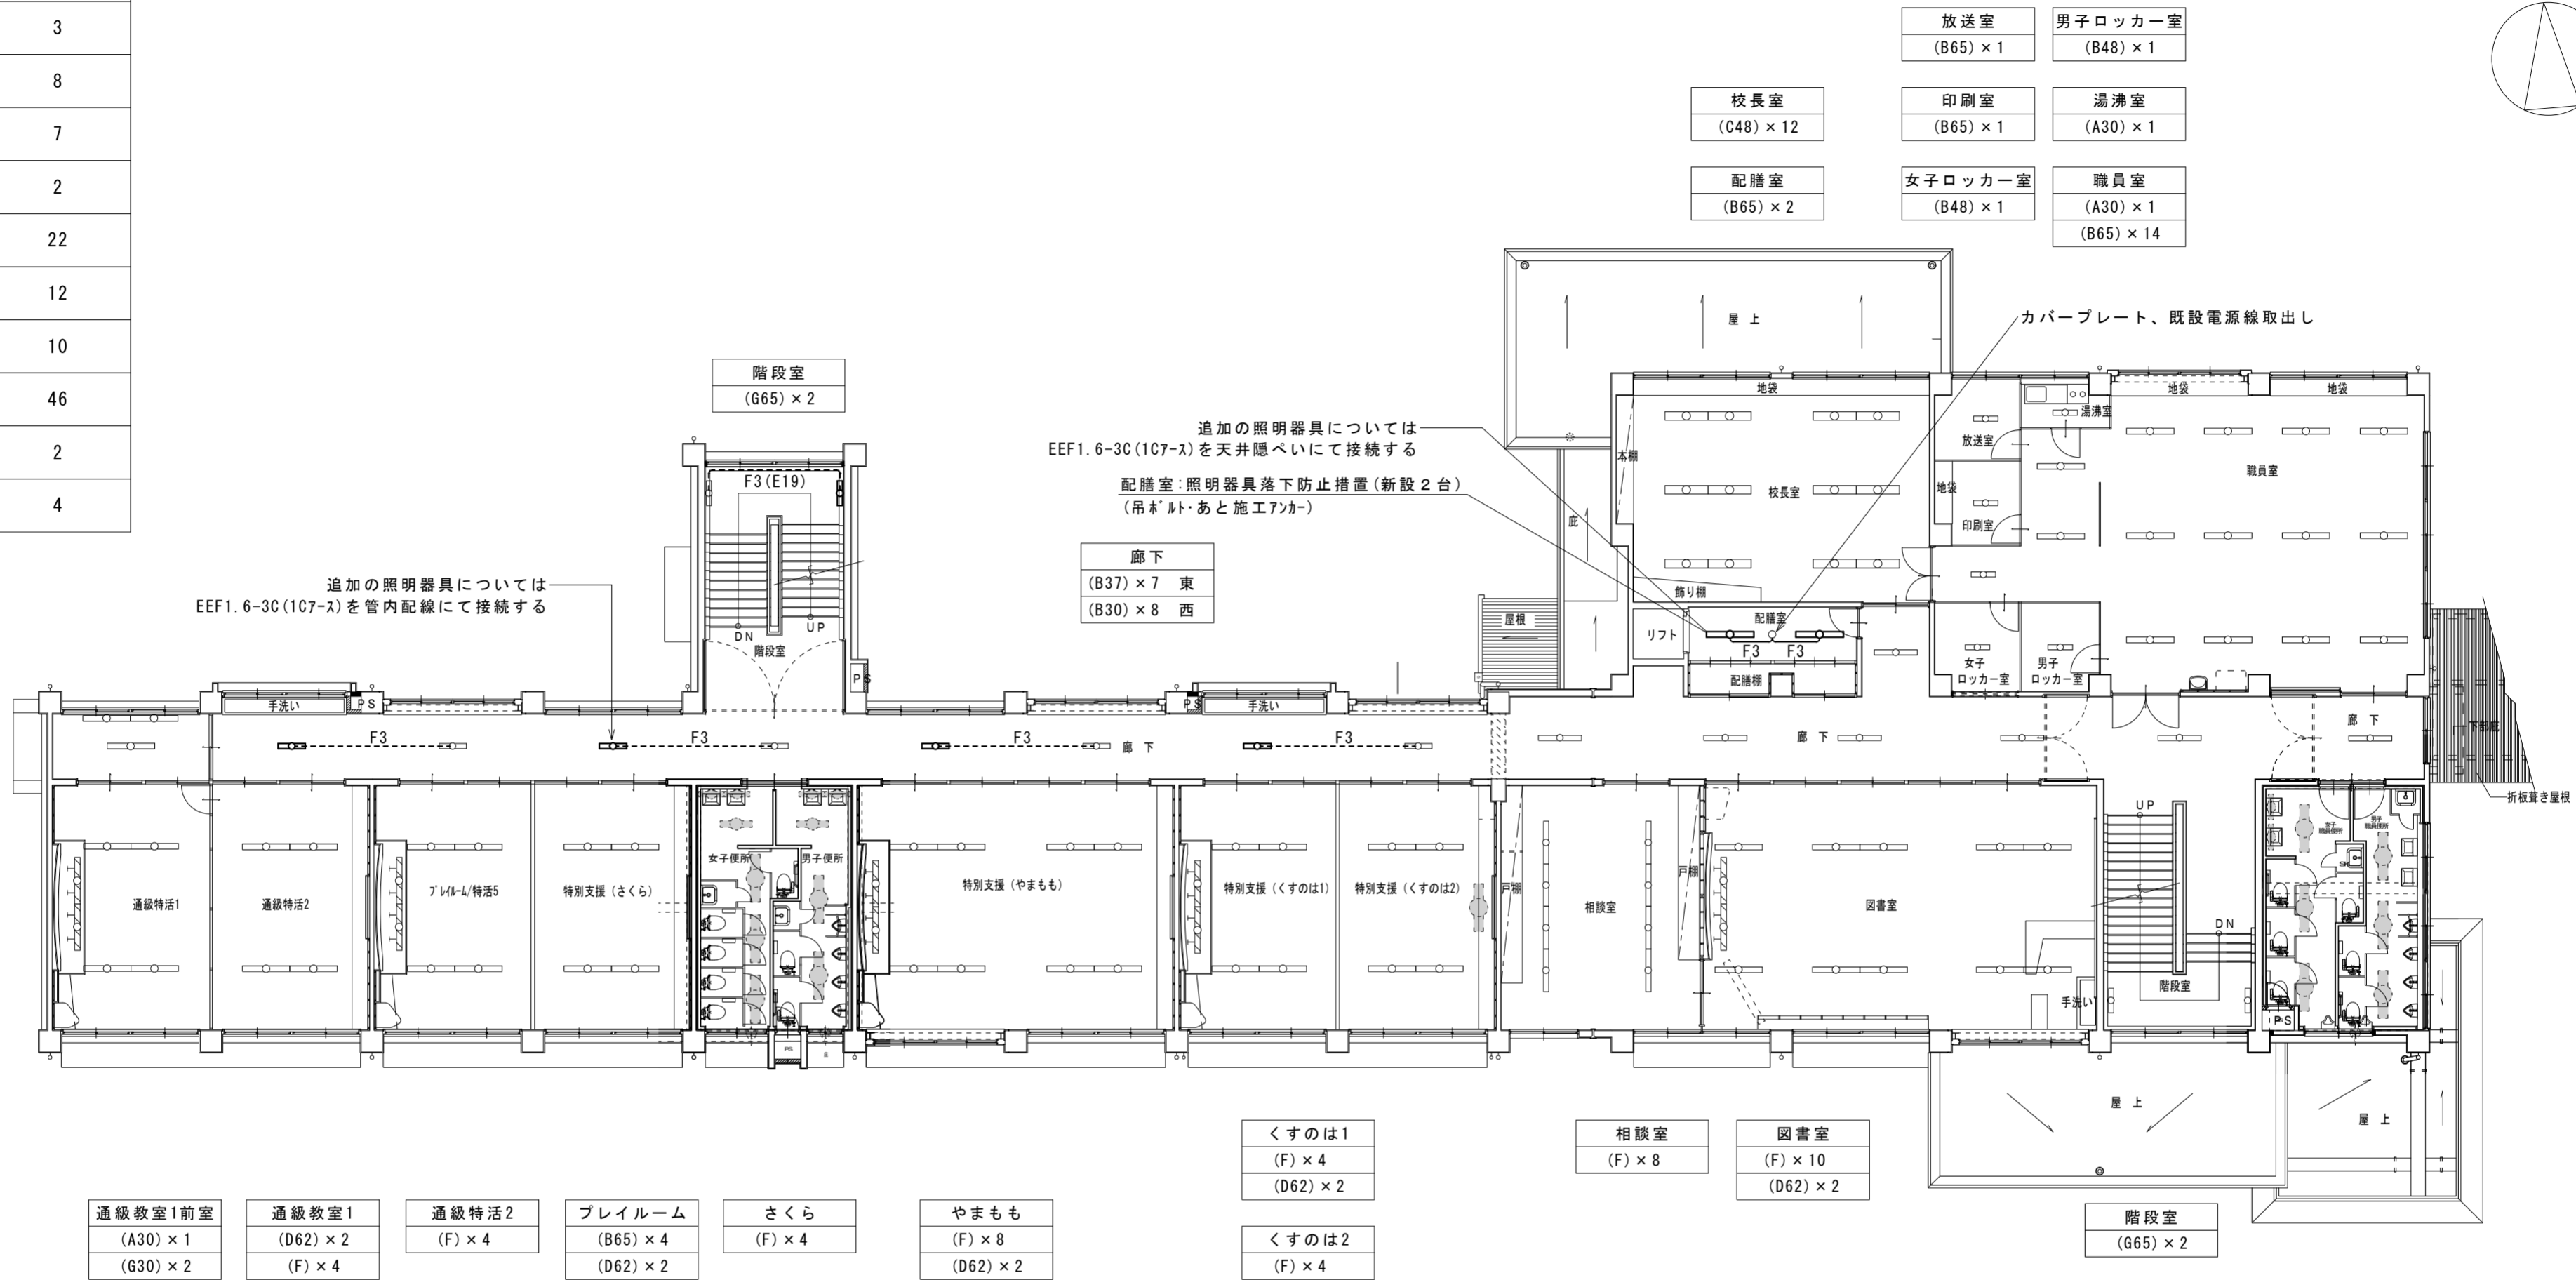 3
8
7
2
22
12
10
46
2
4
放送室
(B65)×1
男子ロッカー室
(B48)×1
校長室
(C48)×12
印刷室
(B65)×1
湯沸室
(A30)×1
配膳室
(B65)×2
女子ロッカー室
(B48)×1
職員室
(A30)×1
(B65)×14
階段室
(G65)×2
屋 上
カバープレート、既設電源線取出し
追加の照明器具については
EEF1.6-3C(1Cｱｰｽ)を天井隠ぺいにて接続する
配膳室:照明器具落下防止措置(新設２台)
(吊ﾎﾞﾙﾄ･あと施工ｱﾝｶｰ)
廊下
(B37)×7 東
(B30)×8 西
追加の照明器具については
EEF1.6-3C(1Cｱｰｽ)を管内配線にて接続する
F3(E19)
DN
UP
階段室
PS
地袋
地袋
地袋
湯沸室
放送室
本棚
校長室
地袋
印刷室
職員室
庇
飾り棚
屋根
リフト
配膳室
F3
F3
配膳棚
女子
ロッカー室
男子
ロッカー室
手洗い
PS
PS
手洗い
F3
F3
F3
F3
廊 下
廊 下
廊 下
下部庇
折板葺き屋根
通級特活1
通級特活2
ﾌﾟﾚｲﾙｰﾑ/特活5
特別支援（さくら）
女子便所
男子便所
特別支援（やまもも）
特別支援（くすのは1）
特別支援（くすのは2）
戸棚
相談室
戸棚
図書室
手洗い
UP
DN
階段室
女子
職員便所
男子
職員便所
SK
PS
PS
屋 上
屋 上
くすのは1
(F)×4
(D62)×2
相談室
(F)×8
図書室
(F)×10
(D62)×2
通級教室1前室
(A30)×1
(G30)×2
通級教室1
(D62)×2
(F)×4
通級特活2
(F)×4
プレイルーム
(B65)×4
(D62)×2
さくら
(F)×4
やまもも
(F)×8
(D62)×2
くすのは2
(F)×4
階段室
(G65)×2